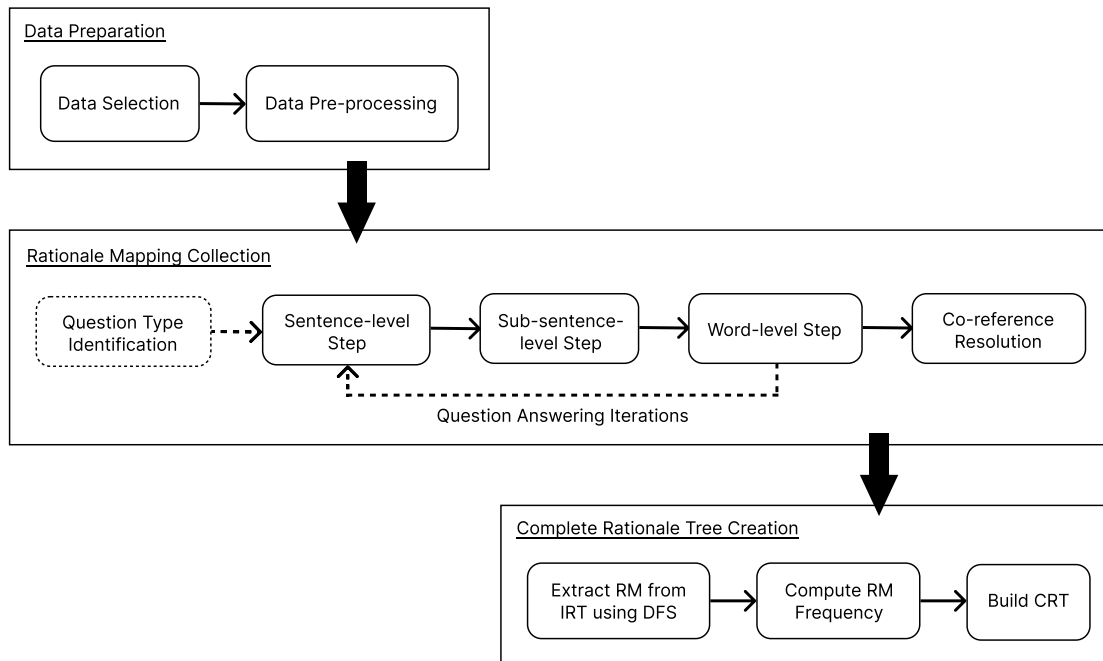 Data Preparation
Data Selection
Data Pre-processing
Rationale Mapping Collection
Question Type
Identification
Sentence-level
Step
Sub-sentence-
level Step
Word-level Step
Co-reference
Resolution
Question Answering Iterations
Complete Rationale Tree Creation
Extract RM from
IRT using DFS
Compute RM
Frequency
Build CRT